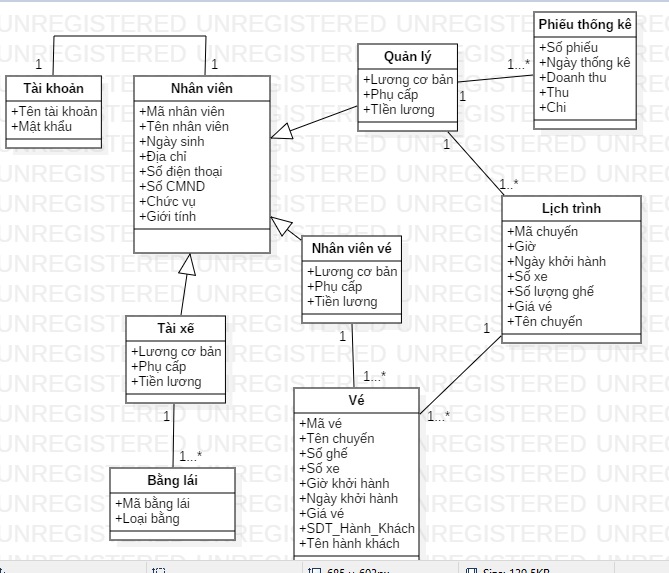 UNREGISTERED UNREGISTERED UNREGISTERED UNREGISTERED
Tài khoản
+Tên tài khoản
+Mật khẩu
1
1
Nhân viên
+Mã nhân viên
+Tên nhân viên
+Ngày sinh
+Địa chỉ
+Số điện thoại
+Số CMND
+Chức vụ
+Giới tính
Quản lý
+Lương cơ bản
+Phụ cấp
+TIền lương
1
1...*
Phiếu thống kê
+Số phiếu
+Ngày thống kê
+Doanh thu
+Thu
+Chi
1
1..*
Lịch trình
+Mã chuyến
+Giờ
+Ngày khởi hành
+Số xe
+Số lượng ghế
+Giá vé
+Tên chuyến
Nhân viên vé
+Lương cơ bản
+Phụ cấp
+Tiền lương
1
1...*
1
1...*
Tài xế
+Lương cơ bản
+Phụ cấp
+Tiền lương
1
1...*
Bằng lái
+Mã bằng lái
+Loại bằng
Vé
+Mã vé
+Tên chuyến
+Số ghế
+Số xe
+Giờ khởi hành
+Ngày khởi hành
+Giá vé
+SDT_Hành_Khách
+Tên hành khách